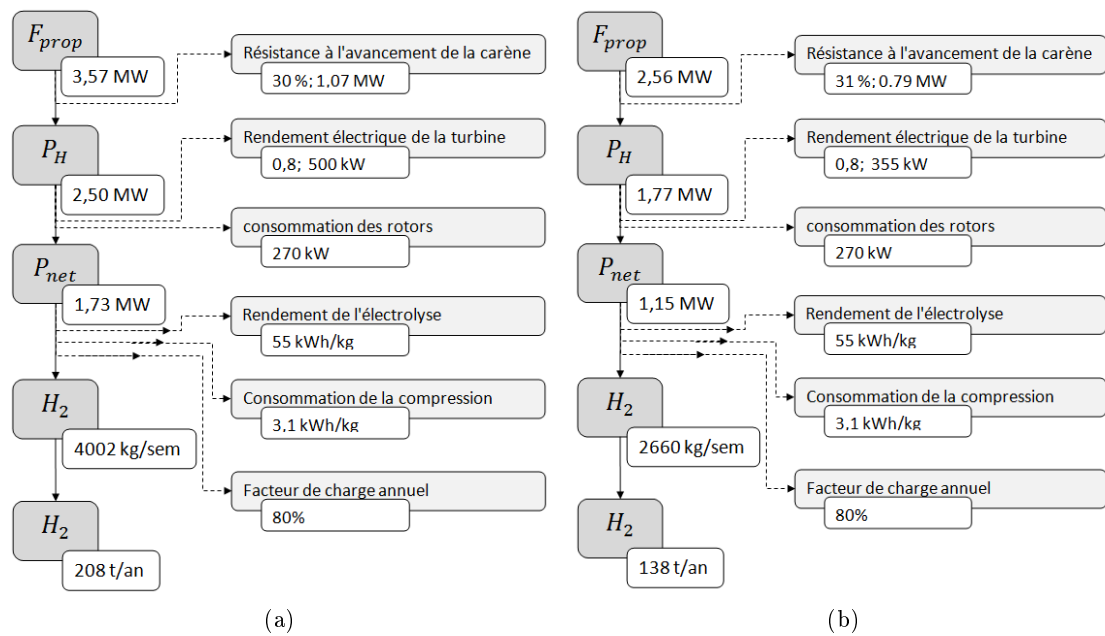 F_prop
3,57 MW
Résistance à l'avancement de la carène
30 %; 1,07 MW
P_H
2,50 MW
Rendement électrique de la turbine
0,8; 500 kW
consommation des rotors
270 kW
P_net
1,73 MW
Rendement de l'électrolyse
55 kWh/kg
H_2
4002 kg/sem
Consommation de la compression
3,1 kWh/kg
Facteur de charge annuel
80%
H_2
208 t/an
(a)
F_prop
2,56 MW
Résistance à l'avancement de la carène
31 %; 0.79 MW
P_H
1,77 MW
Rendement électrique de la turbine
0,8; 355 kW
consommation des rotors
270 kW
P_net
1,15 MW
Rendement de l'électrolyse
55 kWh/kg
H_2
2660 kg/sem
Consommation de la compression
3,1 kWh/kg
Facteur de charge annuel
80%
H_2
138 t/an
(b)